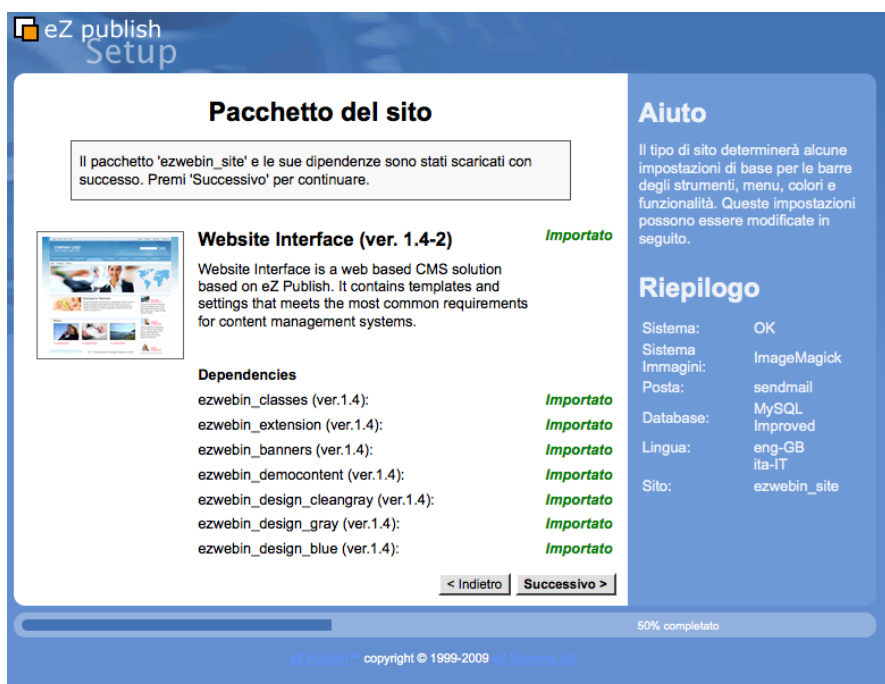 eZ publish
Setup
Pacchetto del sito
Il pacchetto 'ezwebin_site' e le sue dipendenze sono stati scaricati con
successo. Premi 'Successivo' per continuare.
Website Interface (ver. 1.4-2)
Importato
Website Interface is a web based CMS solution
based on eZ Publish. It contains templates and
settings that meets the most common requirements
for content management systems.
Dependencies
ezwebin_classes (ver.1.4): Importato
ezwebin_extension (ver.1.4): Importato
ezwebin_banners (ver.1.4): Importato
ezwebin_democontent (ver.1.4): Importato
ezwebin_design_cleangray (ver.1.4): Importato
ezwebin_design_gray (ver.1.4): Importato
ezwebin_design_blue (ver.1.4): Importato
< Indietro
Successivo >
Aiuto
Il tipo di sito determinerà alcune
impostazioni di base per le barre
degli strumenti, menu, colori e
funzionalità. Queste impostazioni
possono essere modificate in
seguito.
Riepilogo
Sistema: OK
Sistema
Immagini: ImageMagick
Posta: sendmail
Database: MySQL
Improved
Lingua: eng-GB
ita-IT
Sito: ezwebin_site
50% completato
eZ Publish™ copyright © 1999-2009 eZ Systems AS